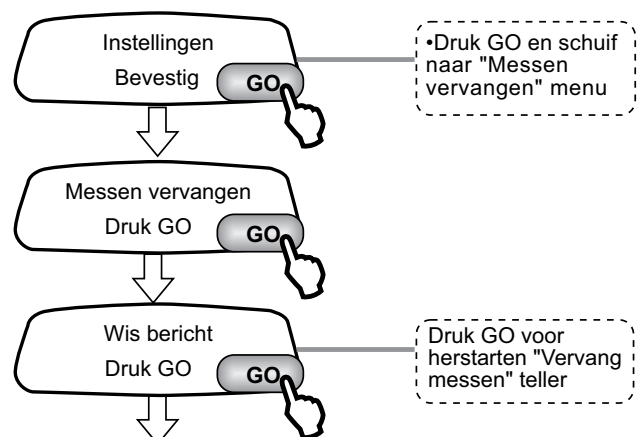 Instellingen
Bevestig
GO
•Druk GO en schuif
naar "Messen
vervangen" menu
Messen vervangen
Druk GO
GO
Wis bericht
Druk GO
GO
Druk GO voor
herstarten "Vervang
messen" teller